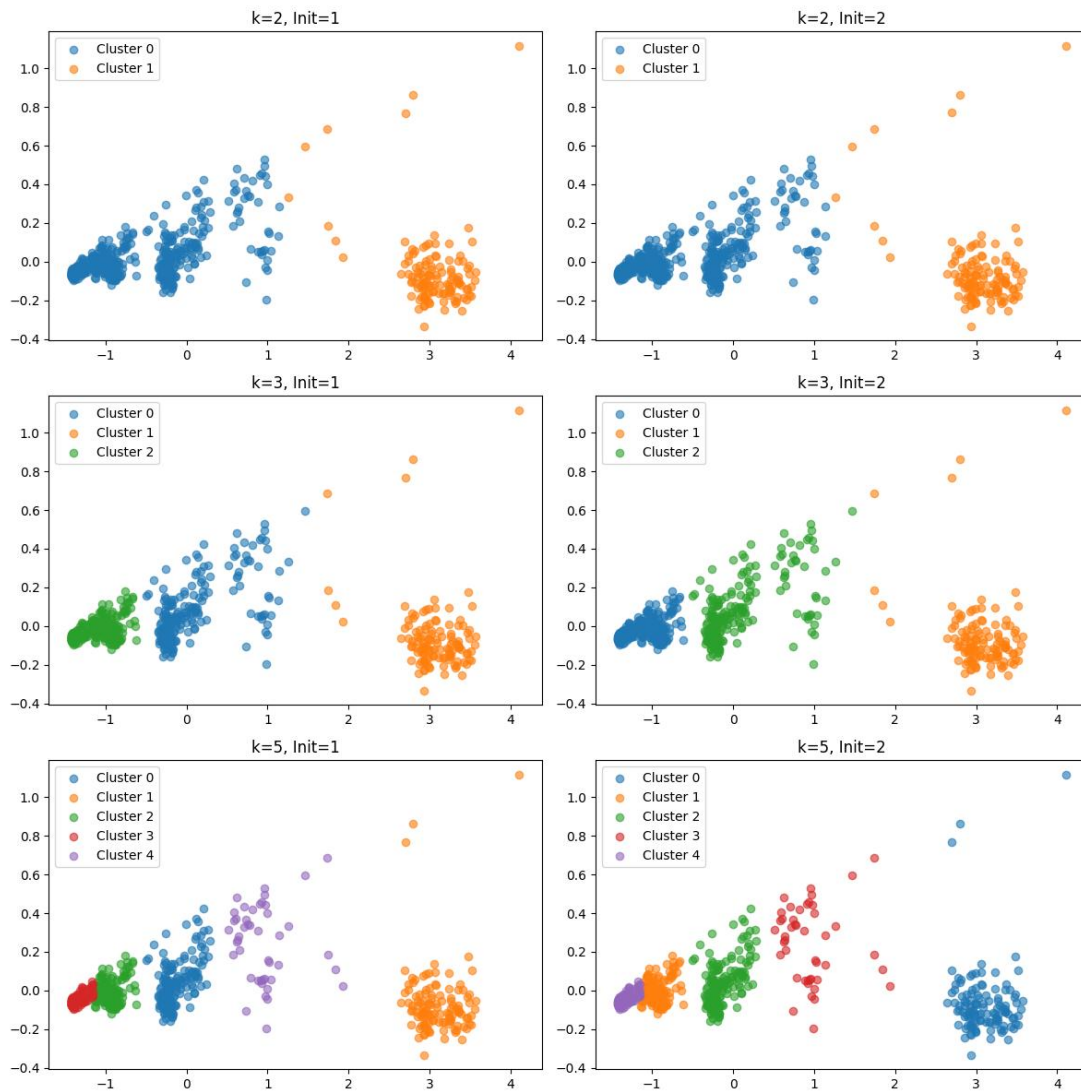 k=2, Init=1
Cluster 0
Cluster 1
1.0
0.8
0.6
0.4
0.2
0.0
−0.2
−0.4
−1 0 1 2 3 4
k=2, Init=2
Cluster 0
Cluster 1
1.0
0.8
0.6
0.4
0.2
0.0
−0.2
−0.4
−1 0 1 2 3 4
k=3, Init=1
Cluster 0
Cluster 1
Cluster 2
1.0
0.8
0.6
0.4
0.2
0.0
−0.2
−0.4
−1 0 1 2 3 4
k=3, Init=2
Cluster 0
Cluster 1
Cluster 2
1.0
0.8
0.6
0.4
0.2
0.0
−0.2
−0.4
−1 0 1 2 3 4
k=5, Init=1
Cluster 0
Cluster 1
Cluster 2
Cluster 3
Cluster 4
1.0
0.8
0.6
0.4
0.2
0.0
−0.2
−0.4
−1 0 1 2 3 4
k=5, Init=2
Cluster 0
Cluster 1
Cluster 2
Cluster 3
Cluster 4
1.0
0.8
0.6
0.4
0.2
0.0
−0.2
−0.4
−1 0 1 2 3 4